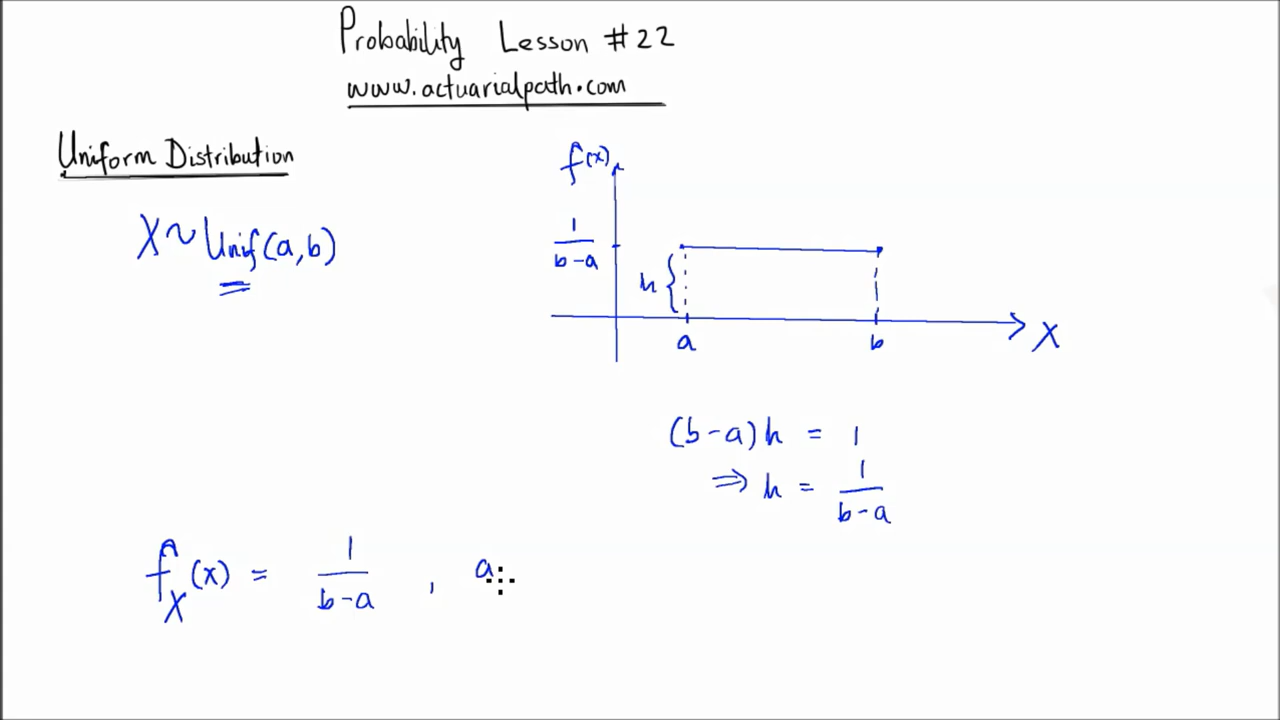 Probability Lesson #22
www.actuarialpath.com
Uniform Distribution
X ~ Unif(a,b)
f(x)
1/(b-a)
h {
a b X
(b-a)h = 1
⇒ h = 1/(b-a)
f_X(x) = 1/(b-a) , a